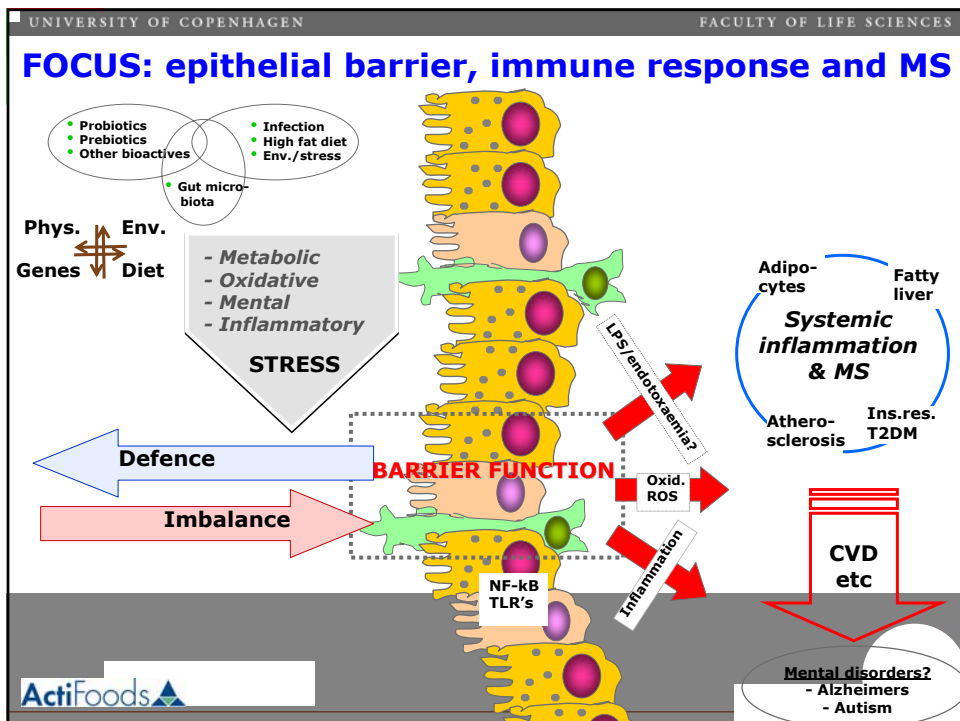 UNIVERSITY OF COPENHAGEN
FACULTY OF LIFE SCIENCES
FOCUS: epithelial barrier, immune response and MS
• Probiotics
• Prebiotics
• Other bioactives
• Infection
• High fat diet
• Env./stress
• Gut micro-
biota
Phys. Env.
Genes Diet
- Metabolic
- Oxidative
- Mental
- Inflammatory
STRESS
Defence
Imbalance
BARRIER FUNCTION
NF-kB
TLR's
LPS/endotoxaemia?
Oxid.
ROS
Inflammation
Adipo-
cytes
Fatty
liver
Systemic
inflammation
& MS
Athero-
sclerosis
Ins.res.
T2DM
CVD
etc
Mental disorders?
- Alzheimers
- Autism
ActiFoods